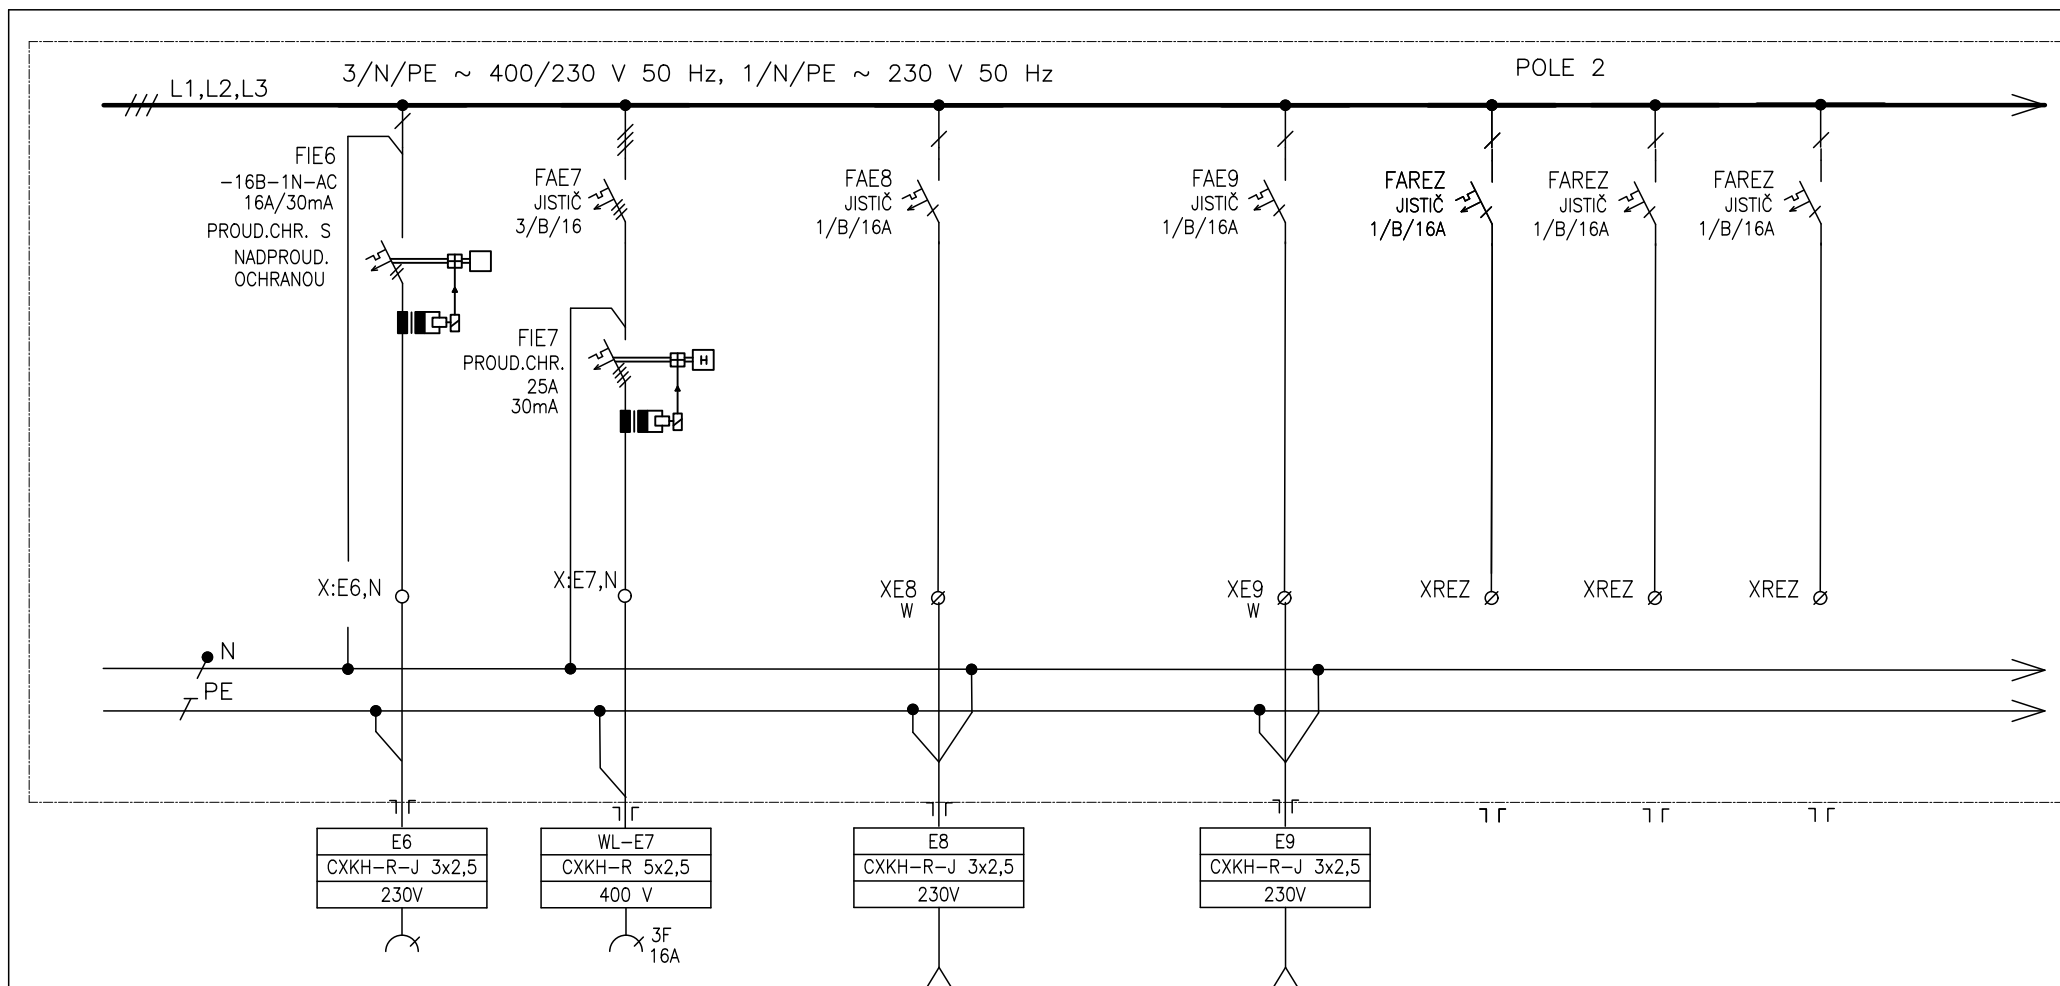 3/N/PE ~ 400/230 V 50 Hz, 1/N/PE ~ 230 V 50 Hz
POLE 2
L1,L2,L3
FIE6
-16B-1N-AC
16A/30mA
PROUD.CHR. S
NADPROUD.
OCHRANOU
FAE7
JISTIČ
3/B/16
FIE7
PROUD.CHR.
25A
30mA
H
FAE8
JISTIČ
1/B/16A
FAE9
JISTIČ
1/B/16A
FAREZ
JISTIČ
1/B/16A
FAREZ
JISTIČ
1/B/16A
FAREZ
JISTIČ
1/B/16A
X:E6,N
X:E7,N
XE8
W
XE9
W
XREZ
XREZ
XREZ
N
PE
E6
CXKH-R-J 3x2,5
230V
WL-E7
CXKH-R 5x2,5
400 V
3F
16A
E8
CXKH-R-J 3x2,5
230V
E9
CXKH-R-J 3x2,5
230V